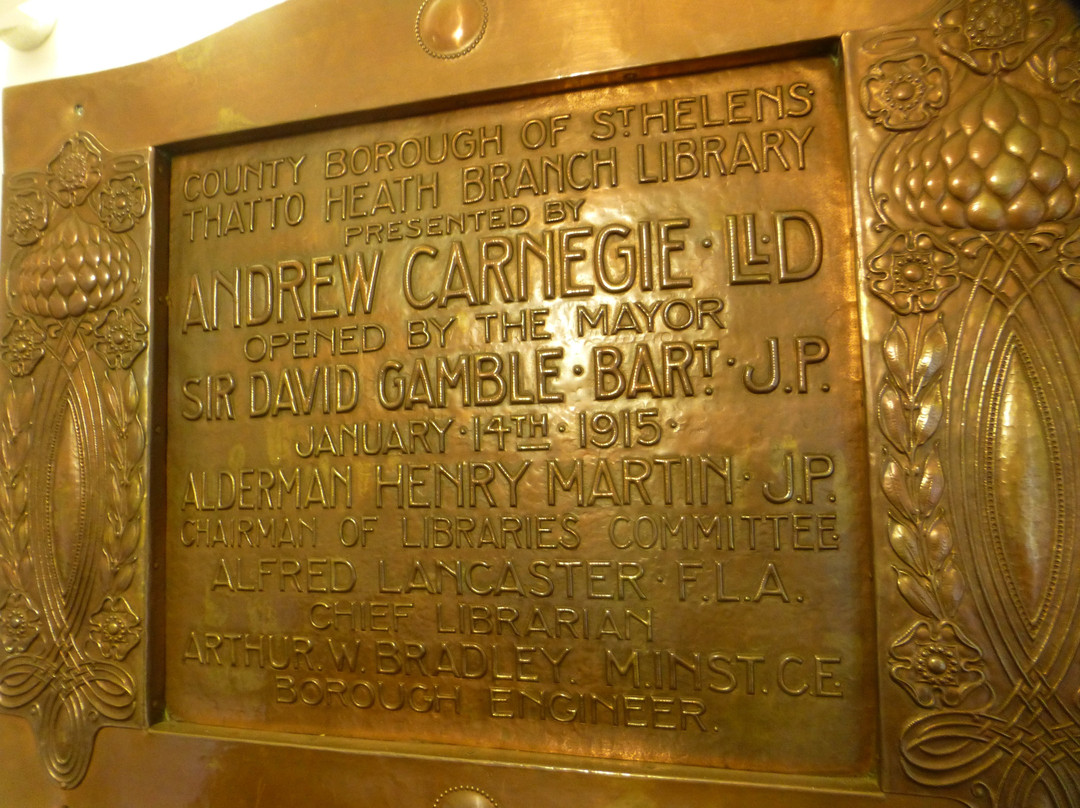 COUNTY BOROUGH OF ST HELENS
THATTO HEATH BRANCH LIBRARY
PRESENTED BY
ANDREW CARNEGIE · LL·D
OPENED BY THE MAYOR
SIR DAVID GAMBLE · BART. · J.P.
JANUARY · 14TH · 1915 ·
ALDERMAN HENRY MARTIN · J.P.
CHAIRMAN OF LIBRARIES COMMITTEE
ALFRED LANCASTER · F.L.A.
CHIEF LIBRARIAN
ARTHUR. W. BRADLEY. M.INST.C.E
BOROUGH ENGINEER.